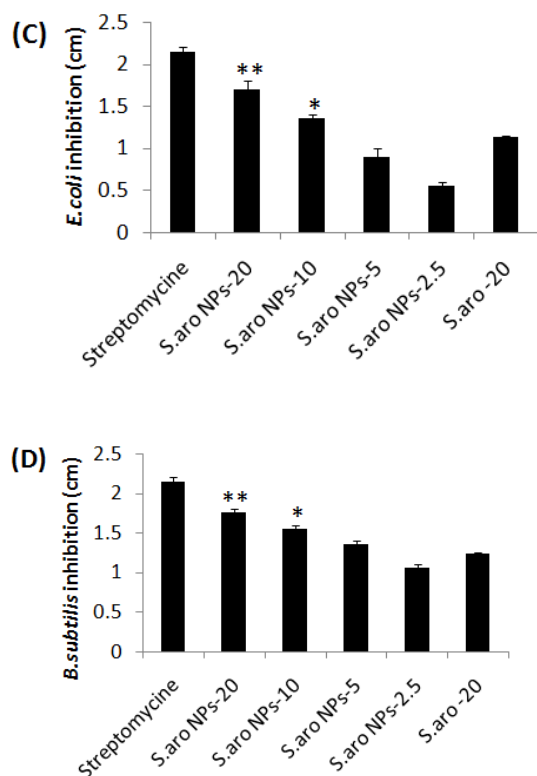 (C)
E.coli inhibition (cm)
2.5
2
1.5
1
0.5
0
**
*
Streptomycine
S.aro NPs-20
S.aro NPs-10
S.aro NPs-5
S.aro NPs-2.5
S.aro -20
(D)
B.subtilis inhibition (cm)
2.5
2
1.5
1
0.5
0
**
*
Streptomycine
S.aro NPs-20
S.aro NPs-10
S.aro NPs-5
S.aro NPs-2.5
S.aro -20